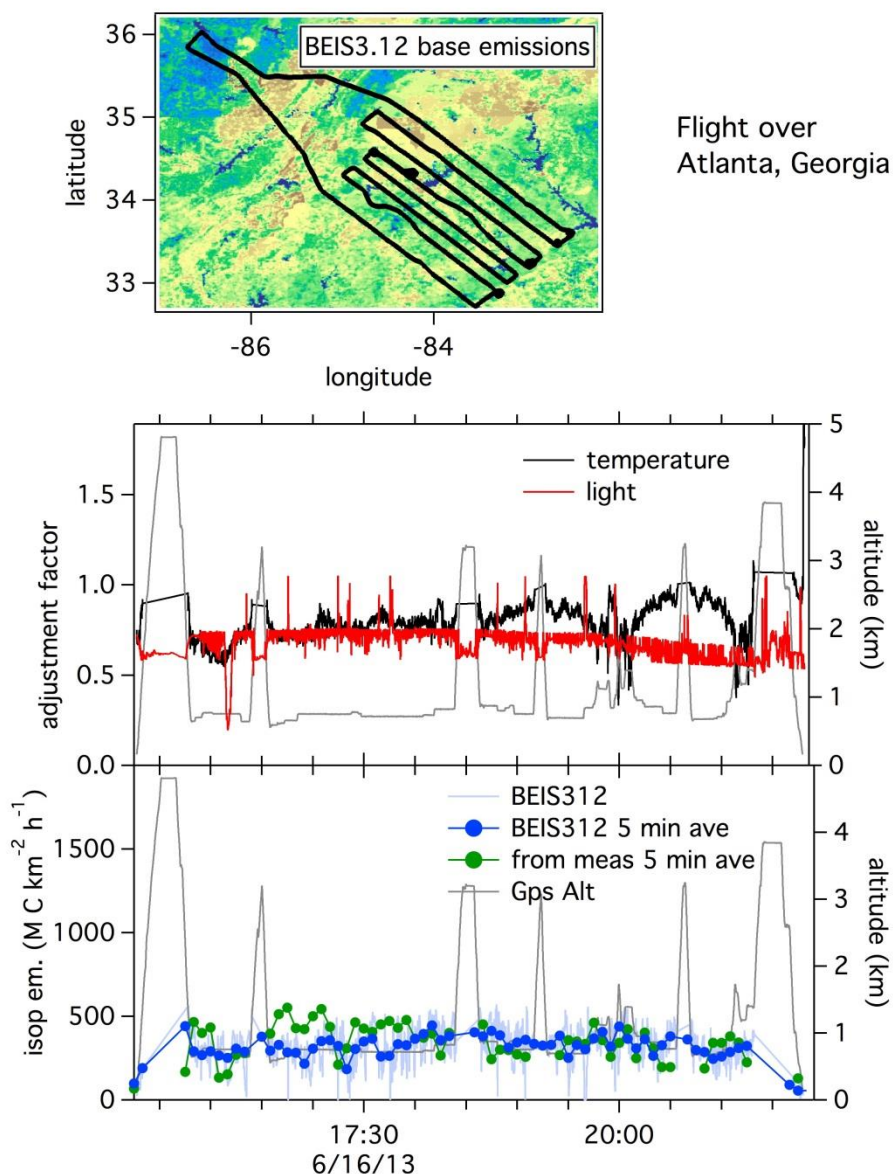 BEIS3.12 base emissions
36
35
34
33
latitude
-86
-84
longitude
Flight over
Atlanta, Georgia
temperature
light
1.5
1.0
0.5
0.0
adjustment factor
5
4
3
2
1
0
altitude (km)
BEIS312
BEIS312 5 min ave
from meas 5 min ave
Gps Alt
1500
1000
500
0
isop em. (M C km⁻² h⁻¹)
4
3
2
1
0
altitude (km)
17:30
20:00
6/16/13